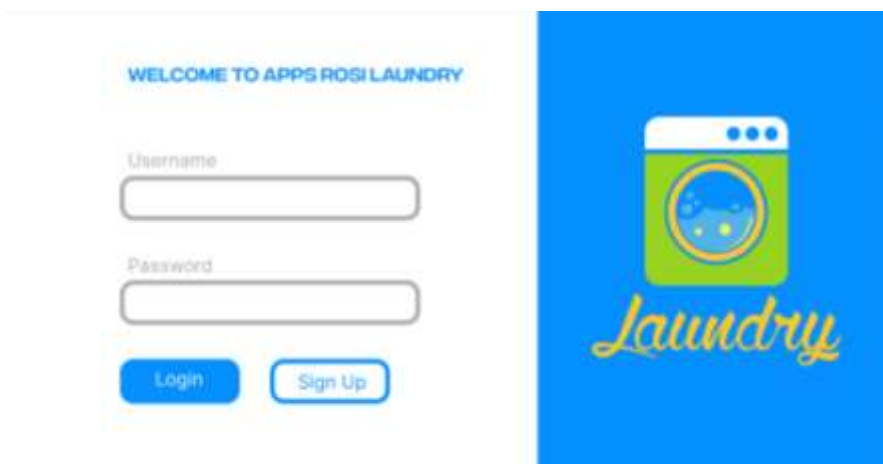 WELCOME TO APPS ROSI LAUNDRY
Username
Password
Login
Sign Up
Laundry